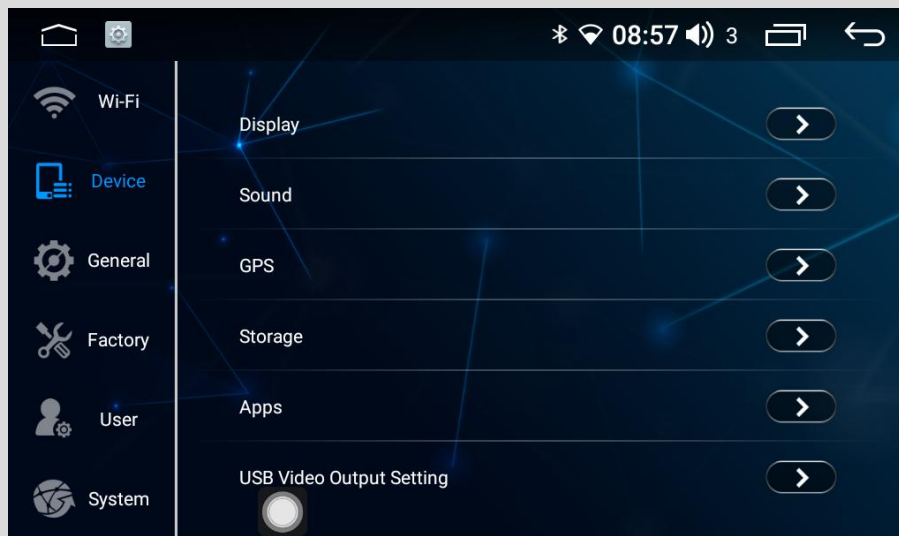 08:57 3
Wi-Fi
Device
General
Factory
User
System
Display
Sound
GPS
Storage
Apps
USB Video Output Setting